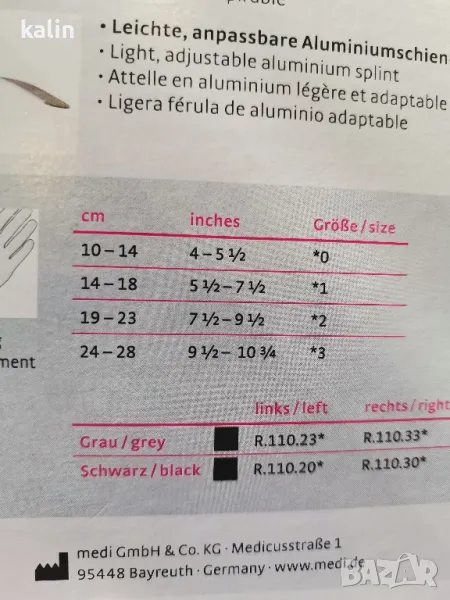 kalin
• Leichte, anpassbare Aluminiumschien
• Light, adjustable aluminium splint
• Attelle en aluminium légère et adaptable
• Ligera férula de aluminio adaptable
cm inches Größe / size
10 – 14 4 – 5 ½ *0
14 – 18 5 ½ – 7 ½ *1
19 – 23 7 ½ – 9 ½ *2
24 – 28 9 ½ – 10 ¾ *3
ment
links / left rechts / right
Grau / grey R.110.23* R.110.33*
Schwarz / black R.110.20* R.110.30*
medi GmbH & Co. KG · Medicusstraße 1
95448 Bayreuth · Germany · www.medi.de
bazar